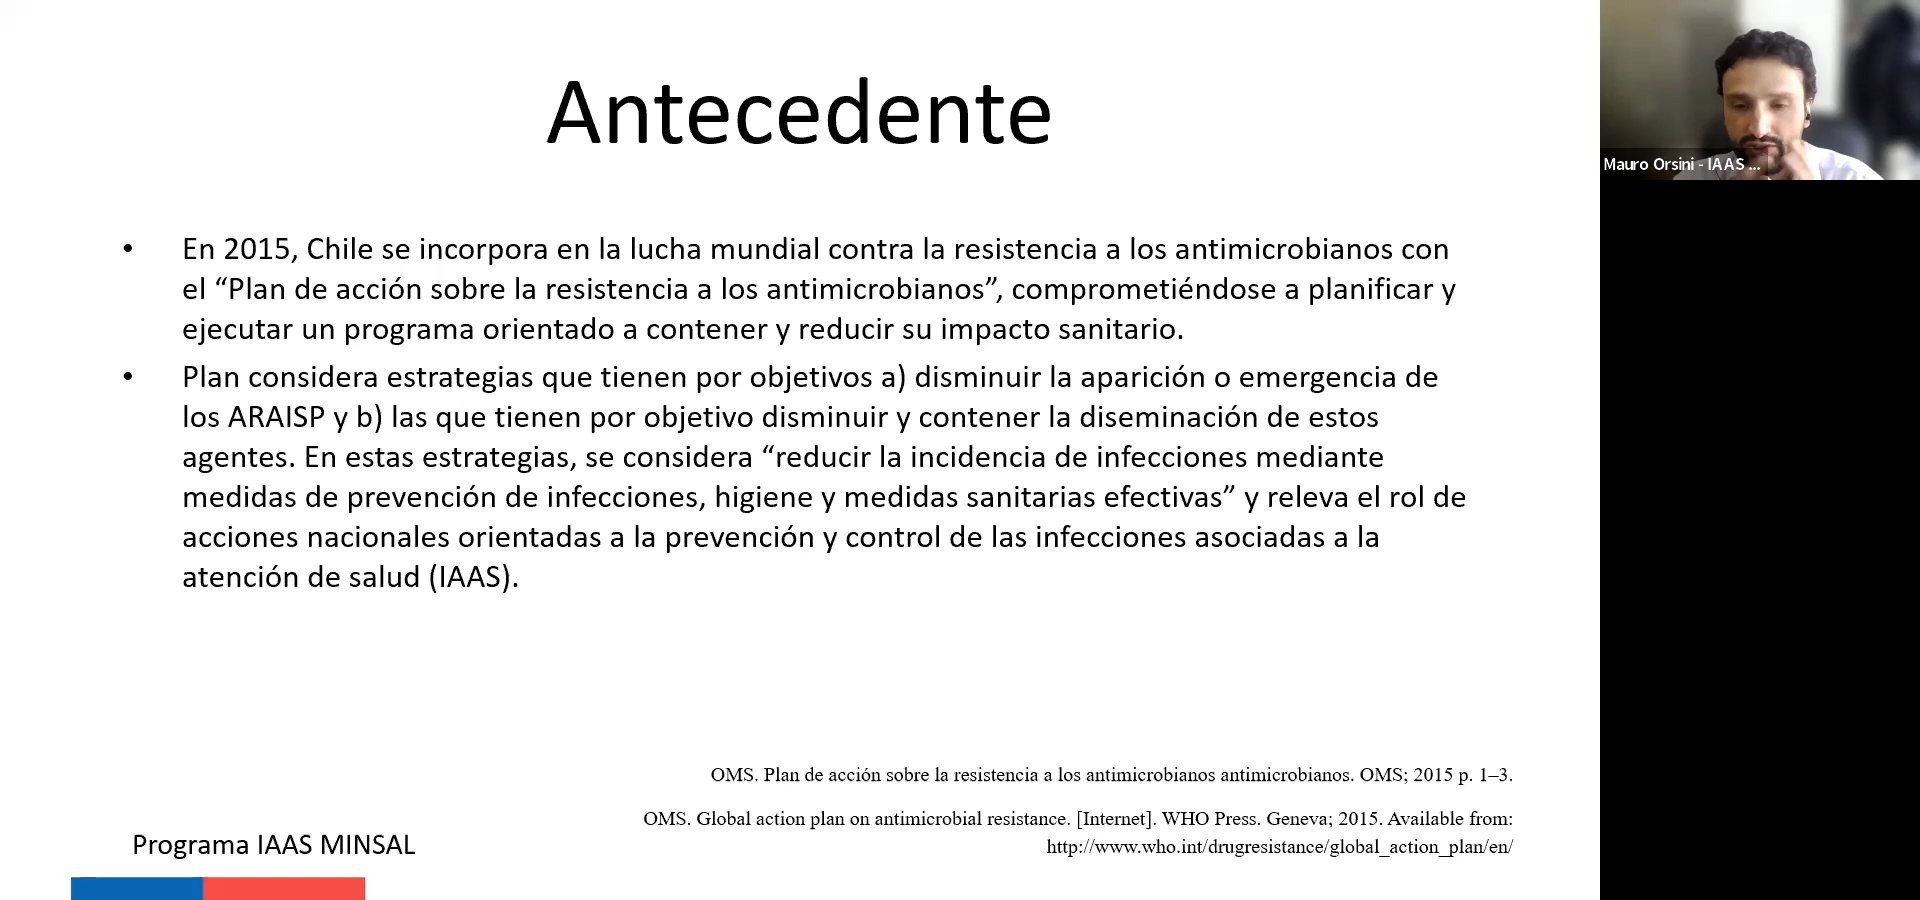 Antecedente
• En 2015, Chile se incorpora en la lucha mundial contra la resistencia a los antimicrobianos con
el “Plan de acción sobre la resistencia a los antimicrobianos”, comprometiéndose a planificar y
ejecutar un programa orientado a contener y reducir su impacto sanitario.
• Plan considera estrategias que tienen por objetivos a) disminuir la aparición o emergencia de
los ARAISP y b) las que tienen por objetivo disminuir y contener la diseminación de estos
agentes. En estas estrategias, se considera “reducir la incidencia de infecciones mediante
medidas de prevención de infecciones, higiene y medidas sanitarias efectivas” y releva el rol de
acciones nacionales orientadas a la prevención y control de las infecciones asociadas a la
atención de salud (IAAS).
OMS. Plan de acción sobre la resistencia a los antimicrobianos antimicrobianos. OMS; 2015 p. 1–3.
OMS. Global action plan on antimicrobial resistance. [Internet]. WHO Press. Geneva; 2015. Available from:
http://www.who.int/drugresistance/global_action_plan/en/
Programa IAAS MINSAL
Mauro Orsini - IAAS ...